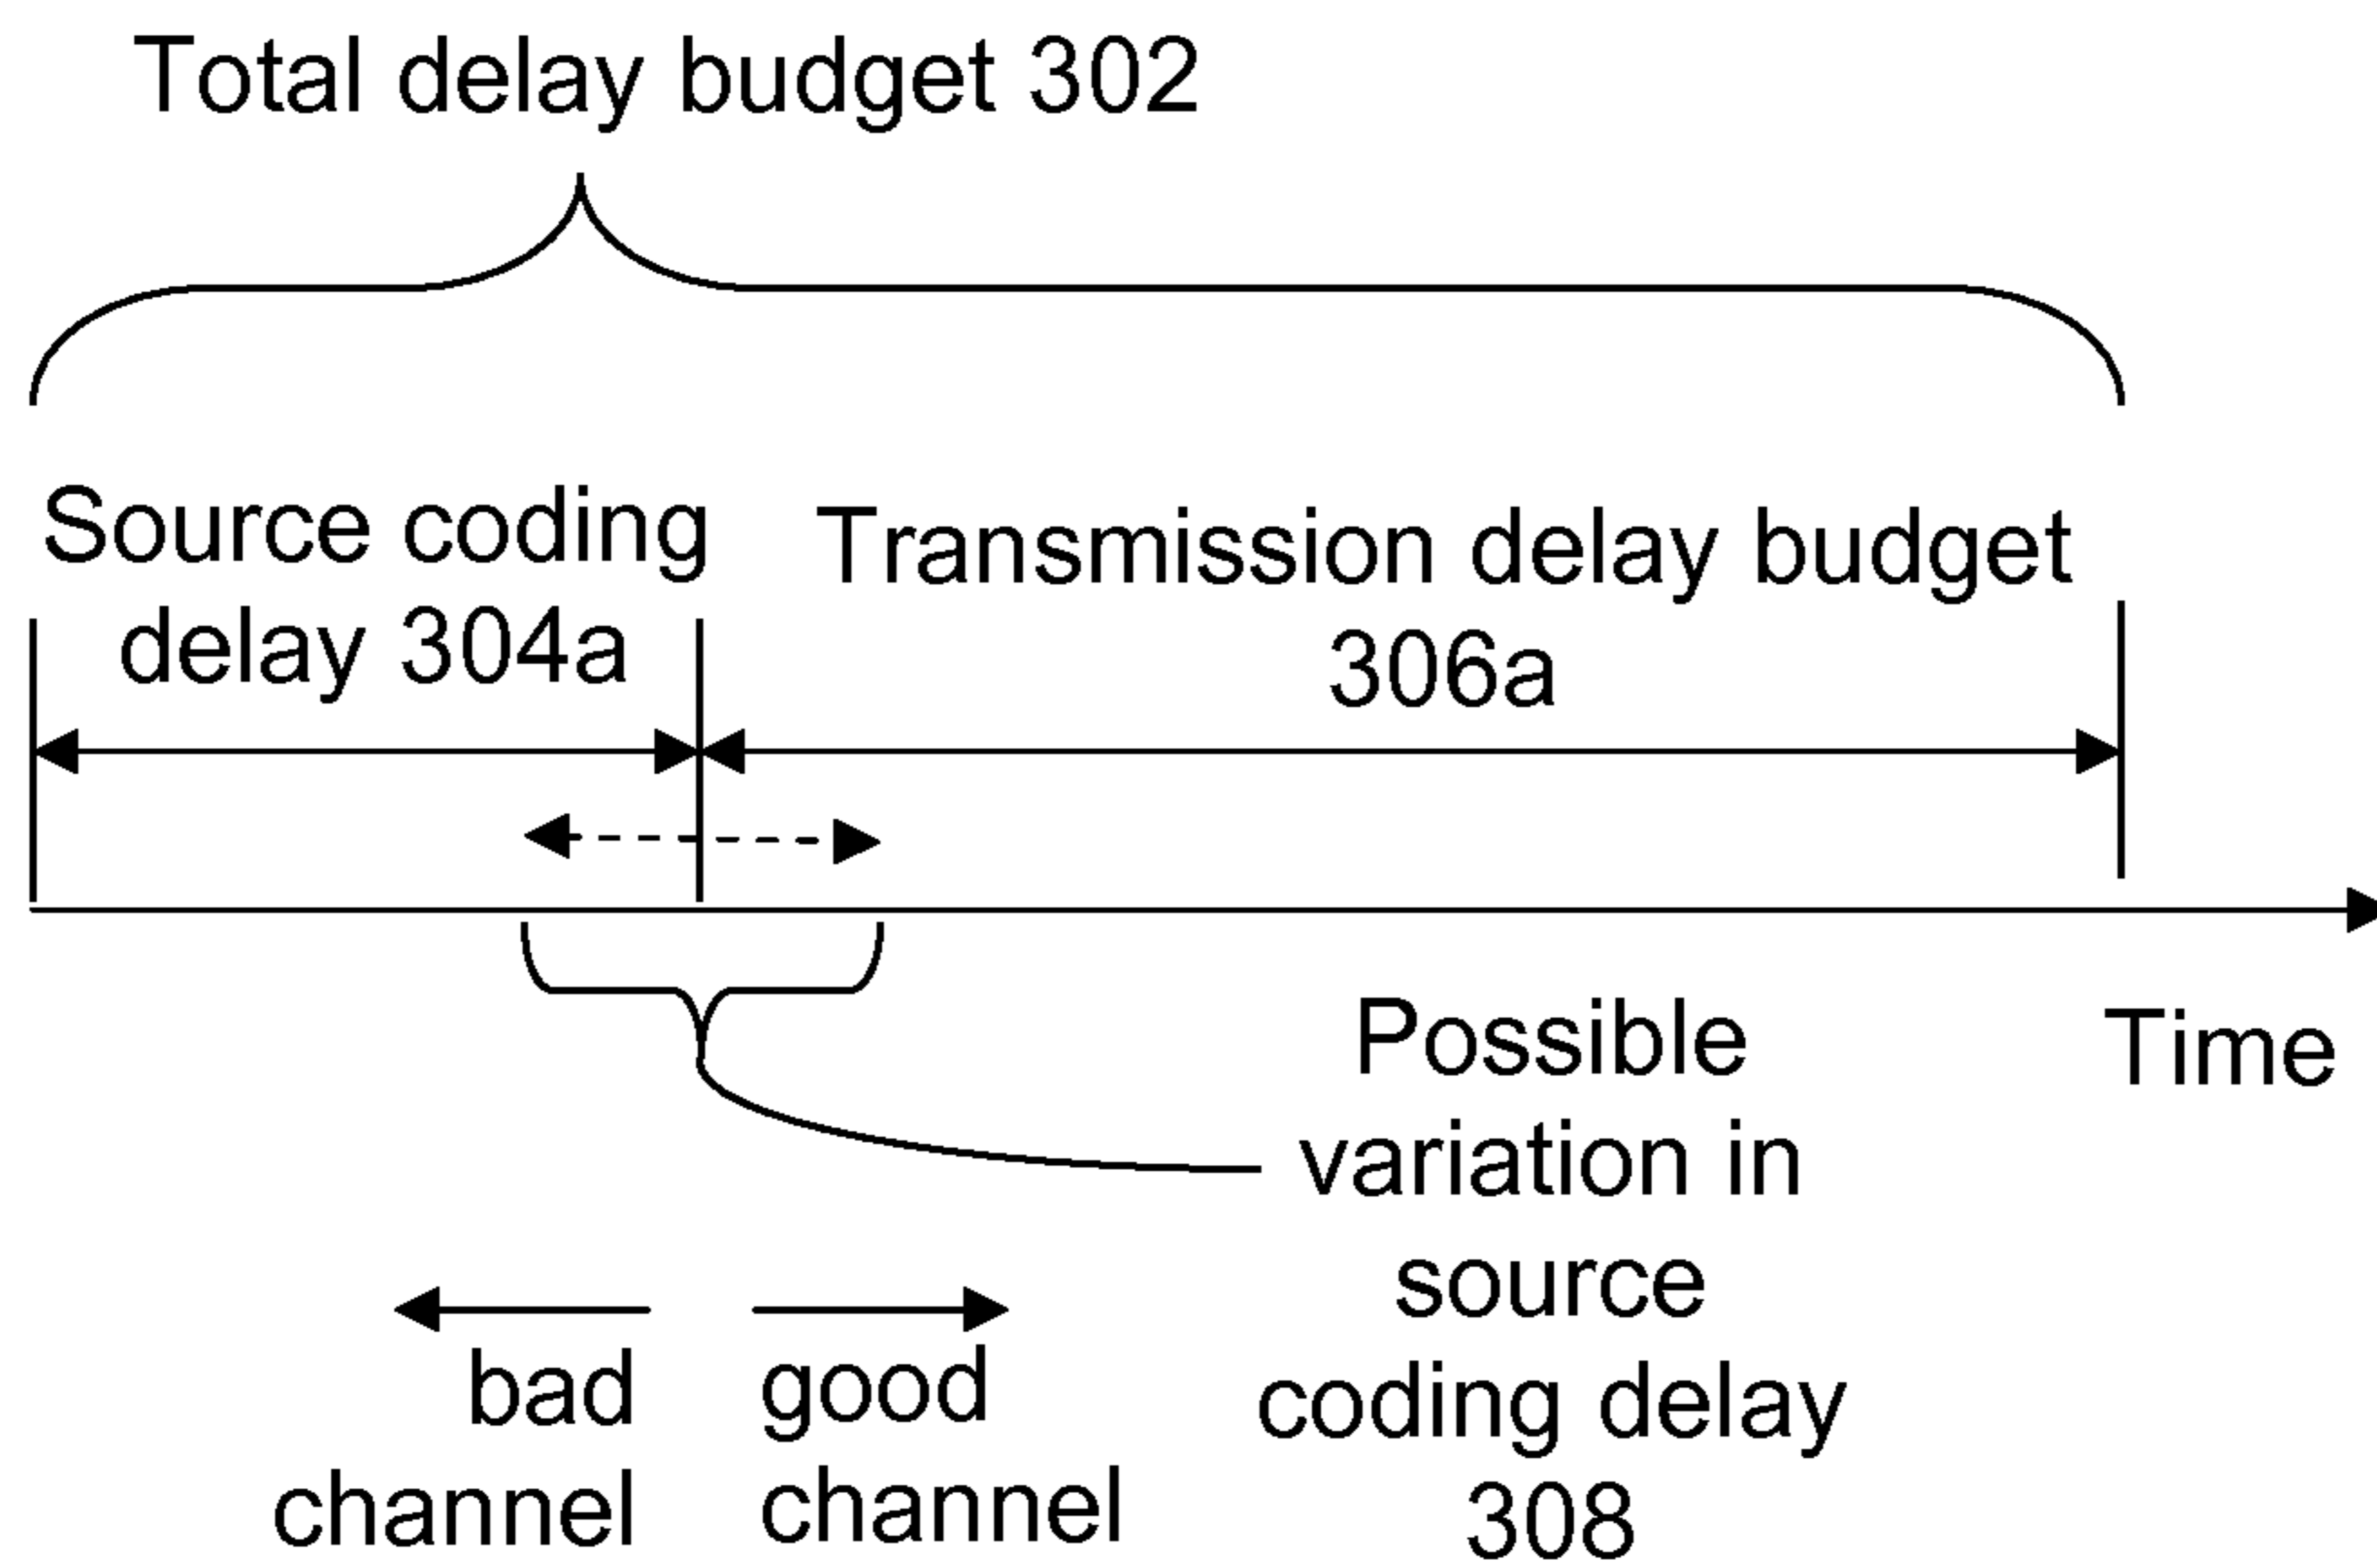 Total delay budget 302
Source coding
delay 304a
Transmission delay budget
306a
Time
Possible
variation in
source
coding delay
308
bad
channel
good
channel